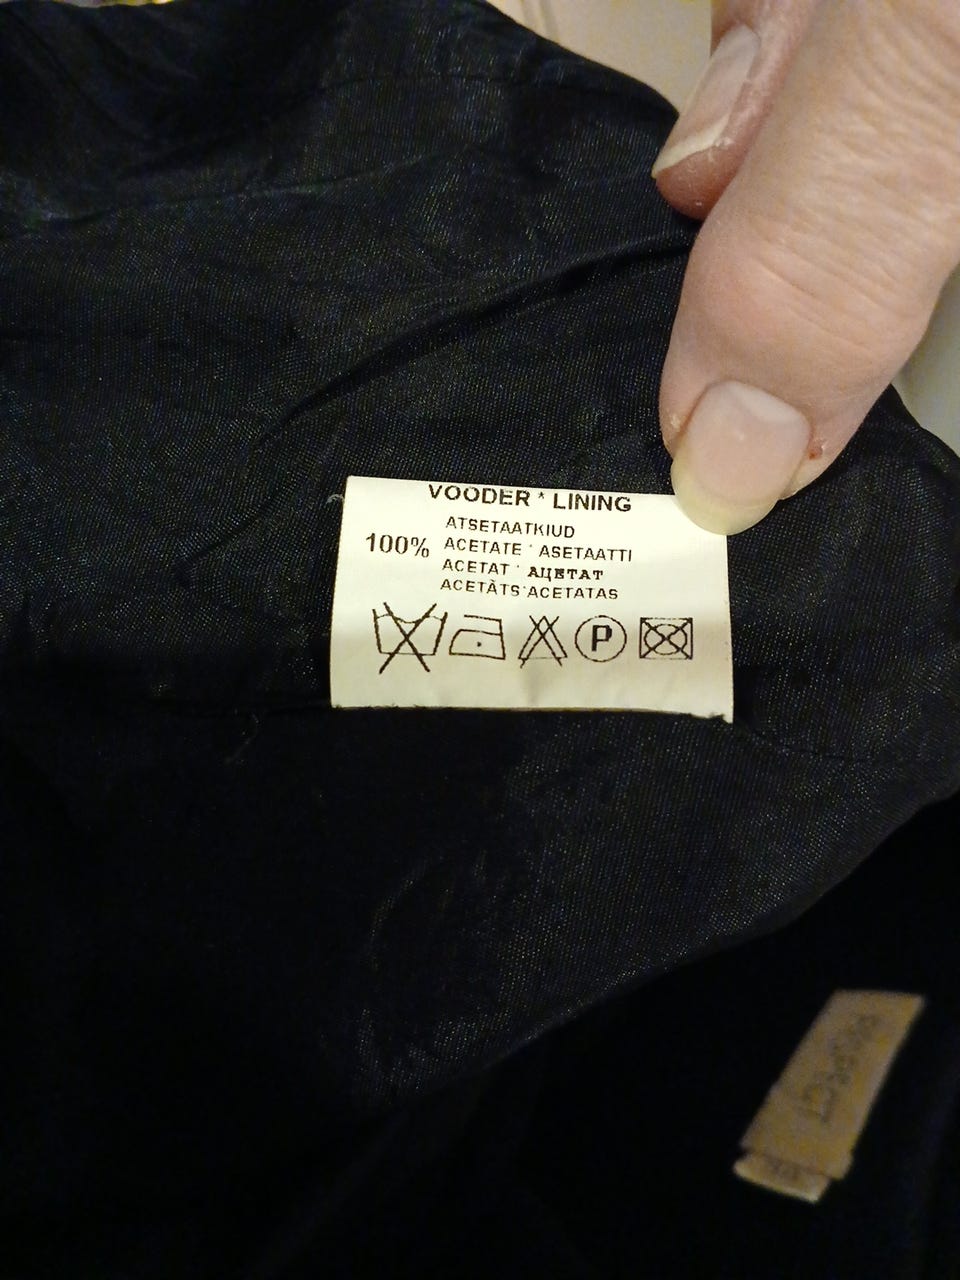 VOODER * LINING
ATSETAATKIUD
100% ACETATE * ASETAATTI
ACETAT * АЦЕТАТ
ACETĀTS * ACETATAS
P